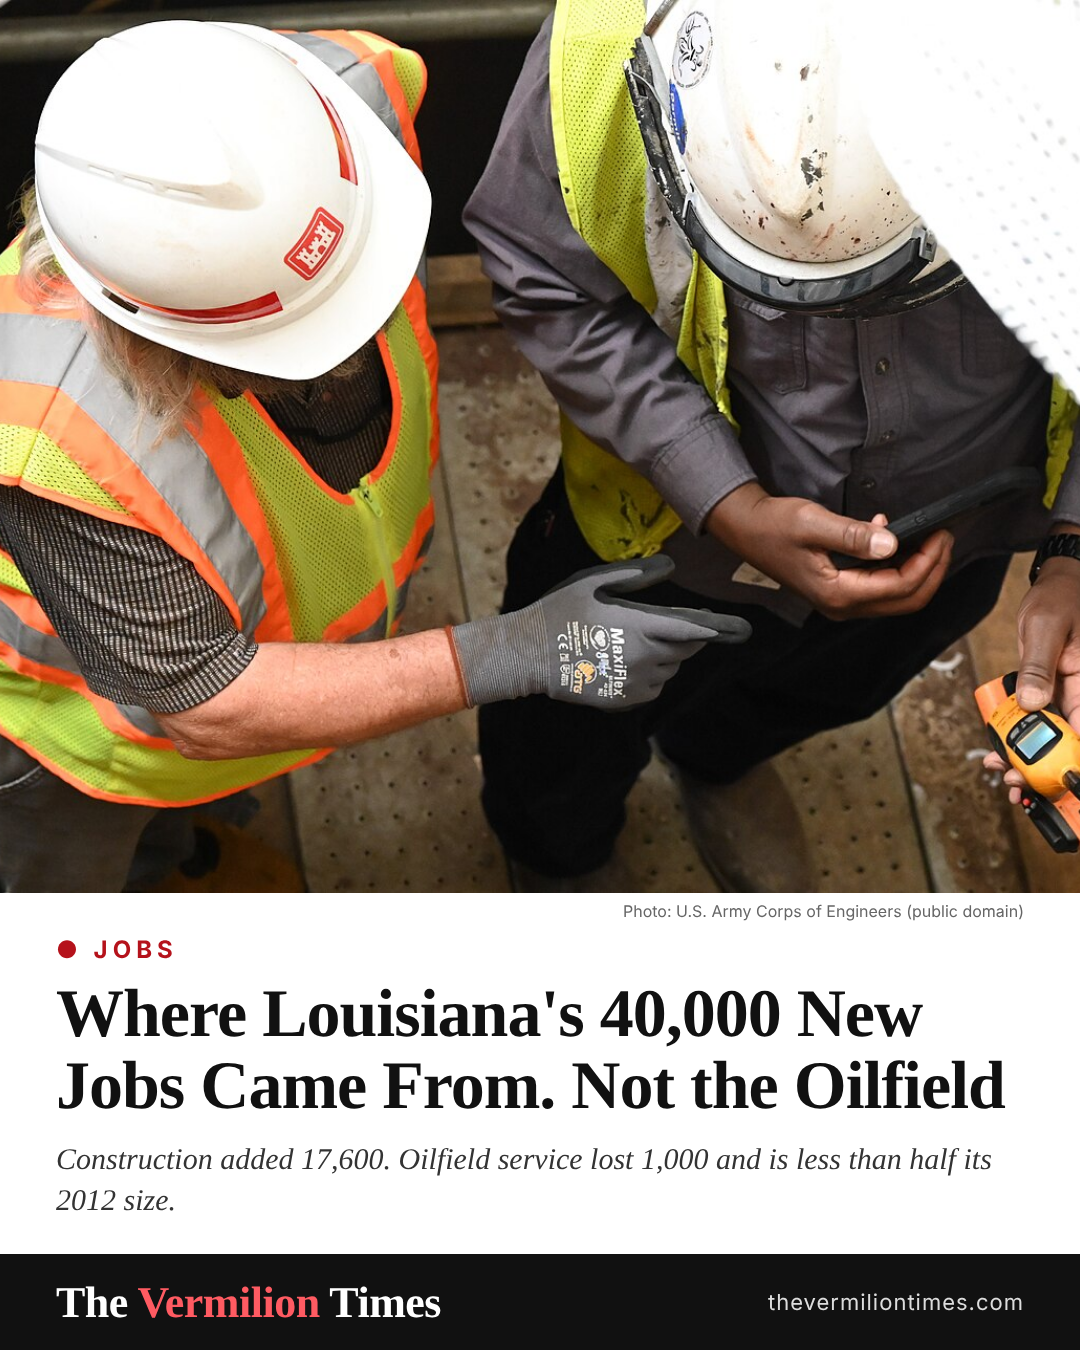 MaxiFlex
ATG
CE
Photo: U.S. Army Corps of Engineers (public domain)
JOBS
Where Louisiana's 40,000 New
Jobs Came From. Not the Oilfield
Construction added 17,600. Oilfield service lost 1,000 and is less than half its
2012 size.
The Vermilion Times
thevermiliontimes.com